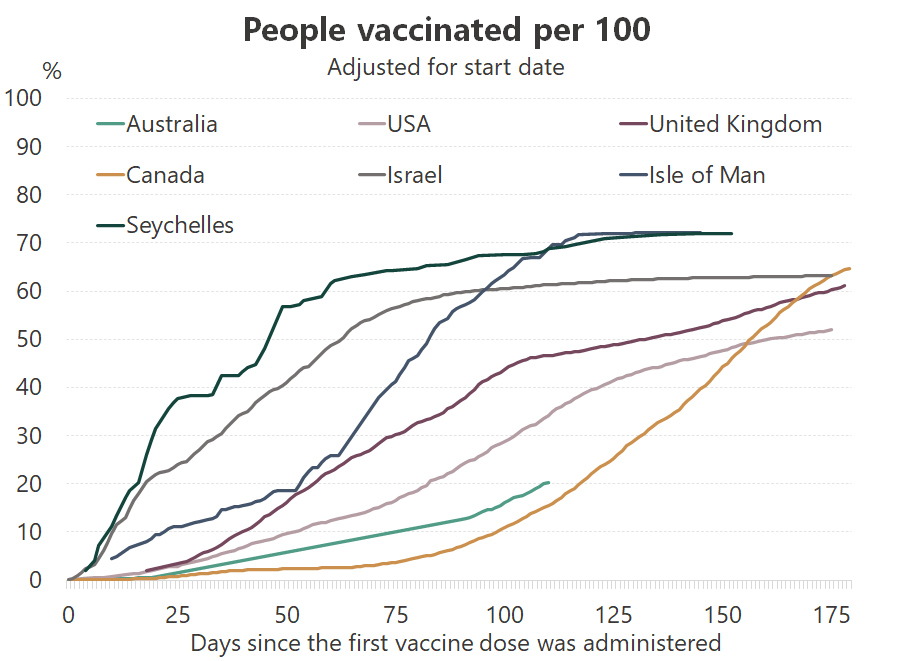 People vaccinated per 100
Adjusted for start date
%
100
90
80
70
60
50
40
30
20
10
0
Australia
USA
United Kingdom
Canada
Israel
Isle of Man
Seychelles
0 25 50 75 100 125 150 175
Days since the first vaccine dose was administered